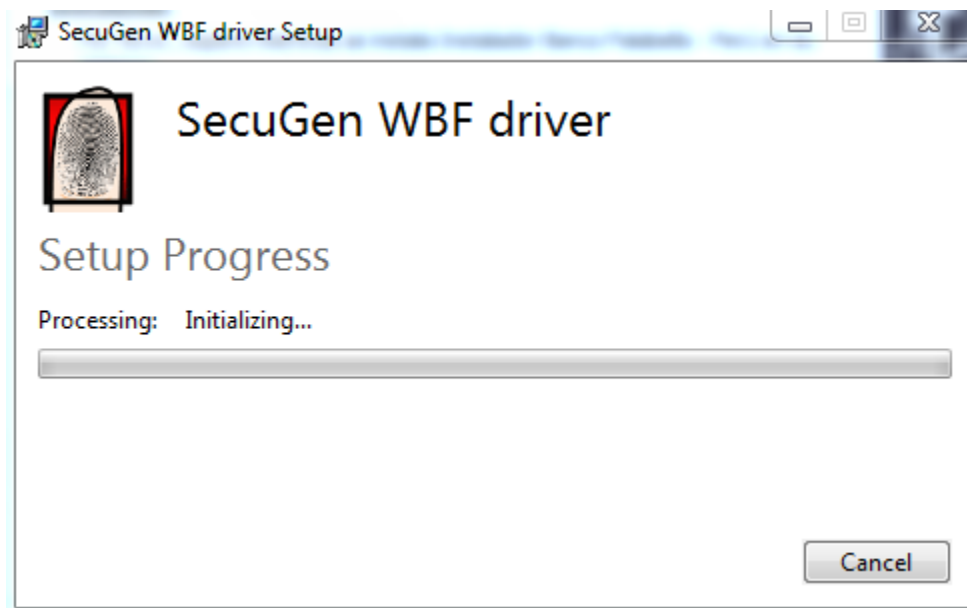 SecuGen WBF driver Setup
SecuGen WBF driver
Setup Progress
Processing: Initializing...
Cancel